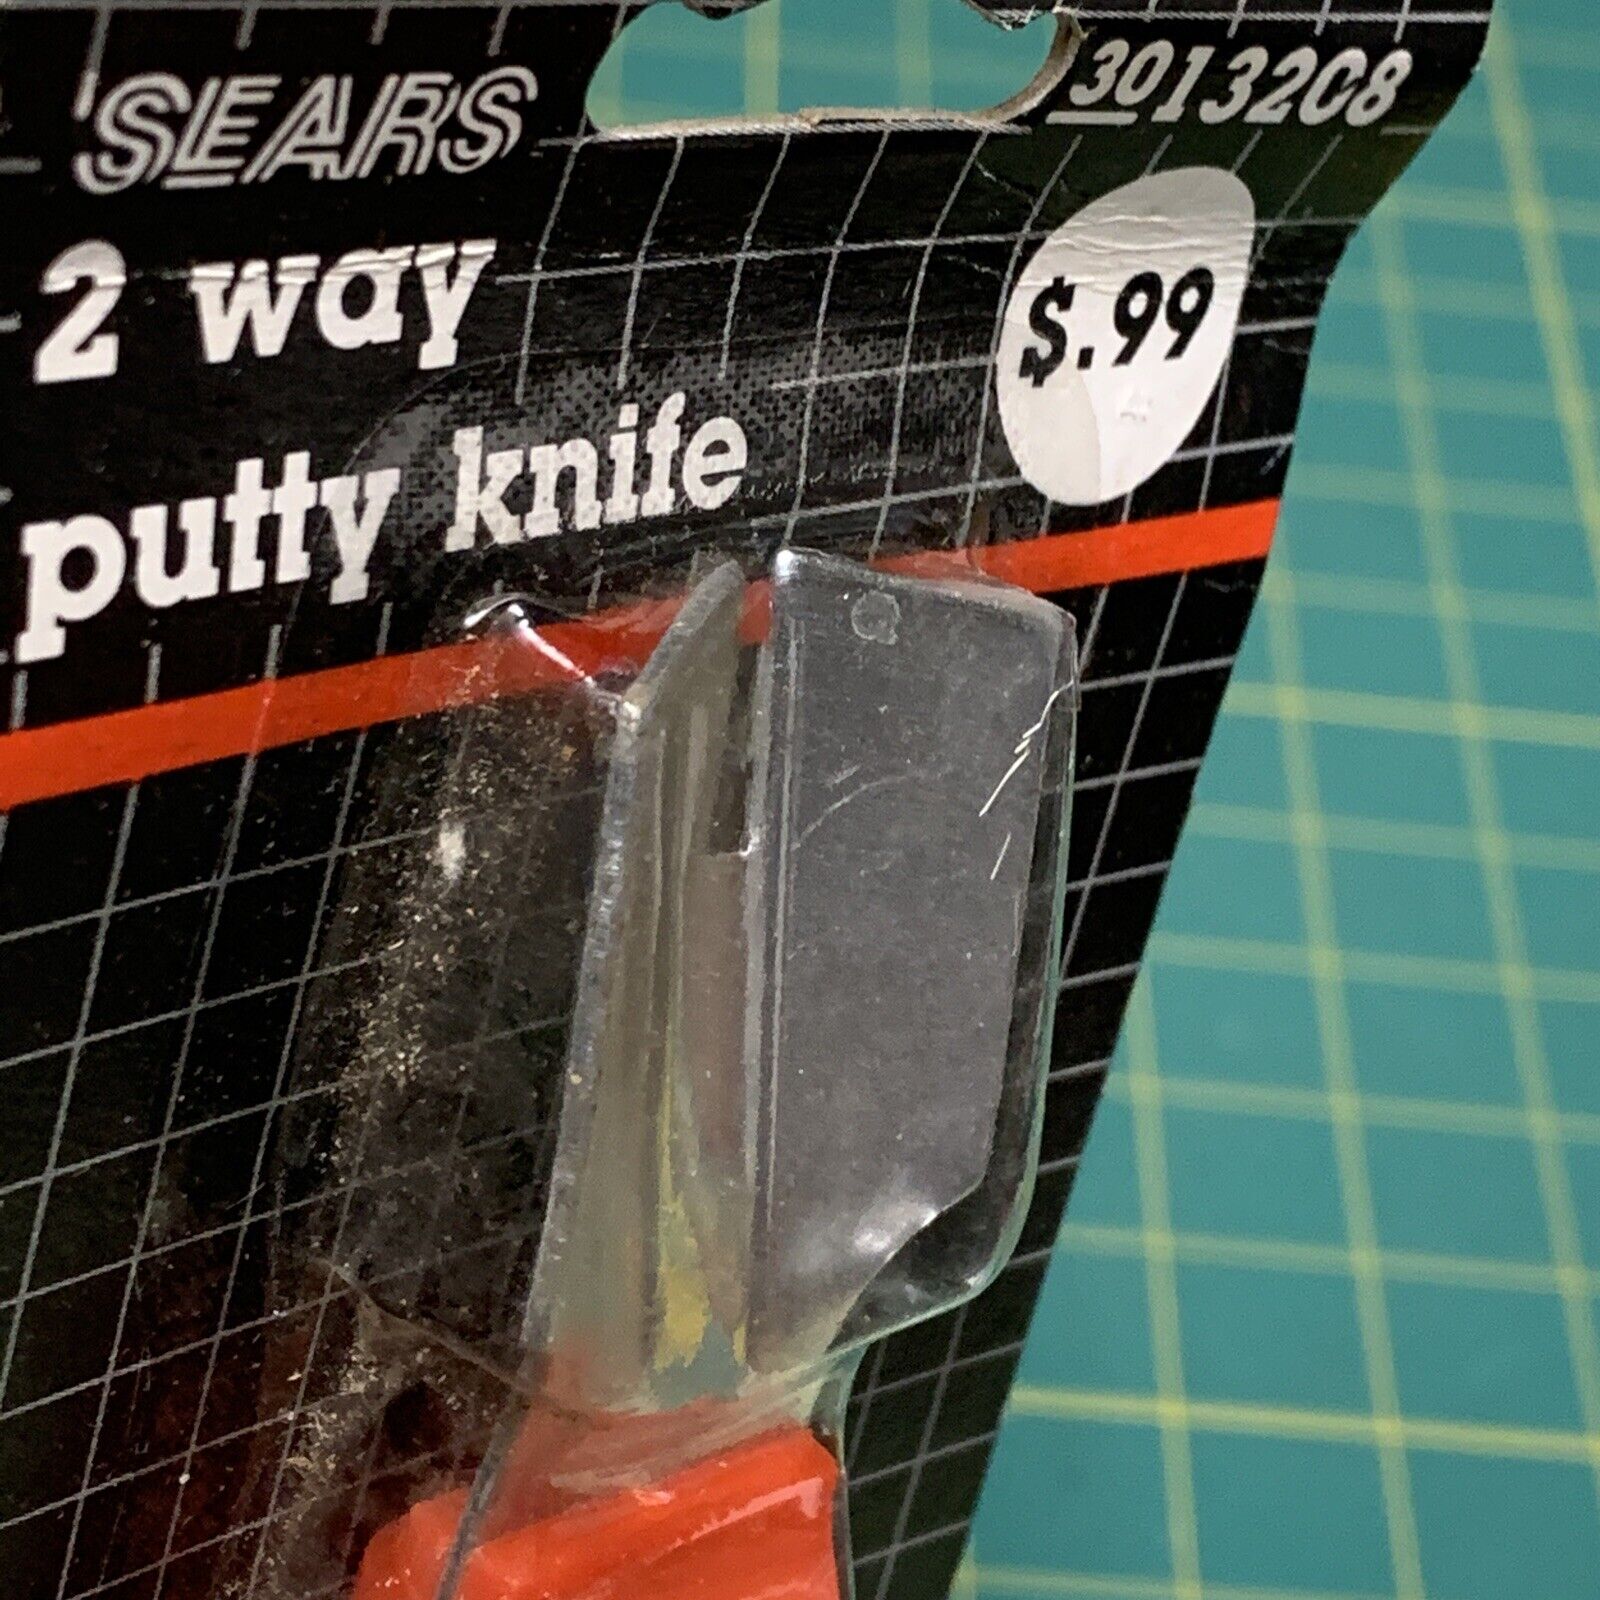 SEARS
3013208
2 way
putty knife
$.99